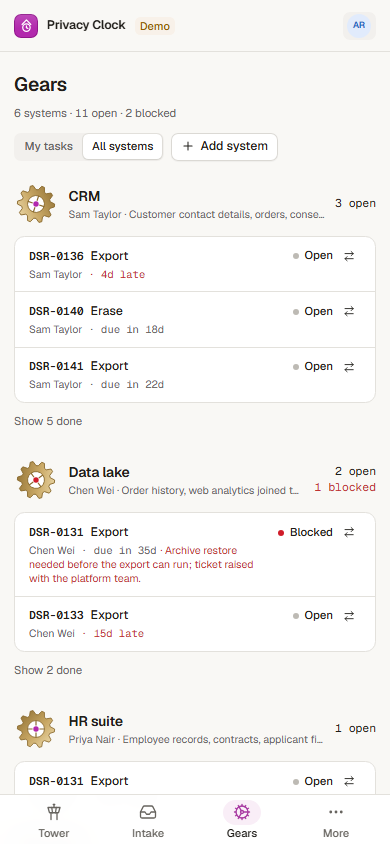 Privacy Clock Demo AR
Gears
6 systems · 11 open · 2 blocked
My tasks All systems + Add system
CRM 3 open
Sam Taylor · Customer contact details, orders, conse…
DSR-0136 Export Open
Sam Taylor · 4d late
DSR-0140 Erase Open
Sam Taylor · due in 18d
DSR-0141 Export Open
Sam Taylor · due in 22d
Show 5 done
Data lake 2 open
Chen Wei · Order history, web analytics joined t… 1 blocked
DSR-0131 Export Blocked
Chen Wei · due in 35d · Archive restore
needed before the export can run; ticket raised
with the platform team.
DSR-0133 Export Open
Chen Wei · 15d late
Show 2 done
HR suite 1 open
Priya Nair · Employee records, contracts, applicant fi…
DSR-0131 Export Open
Tower Intake Gears More